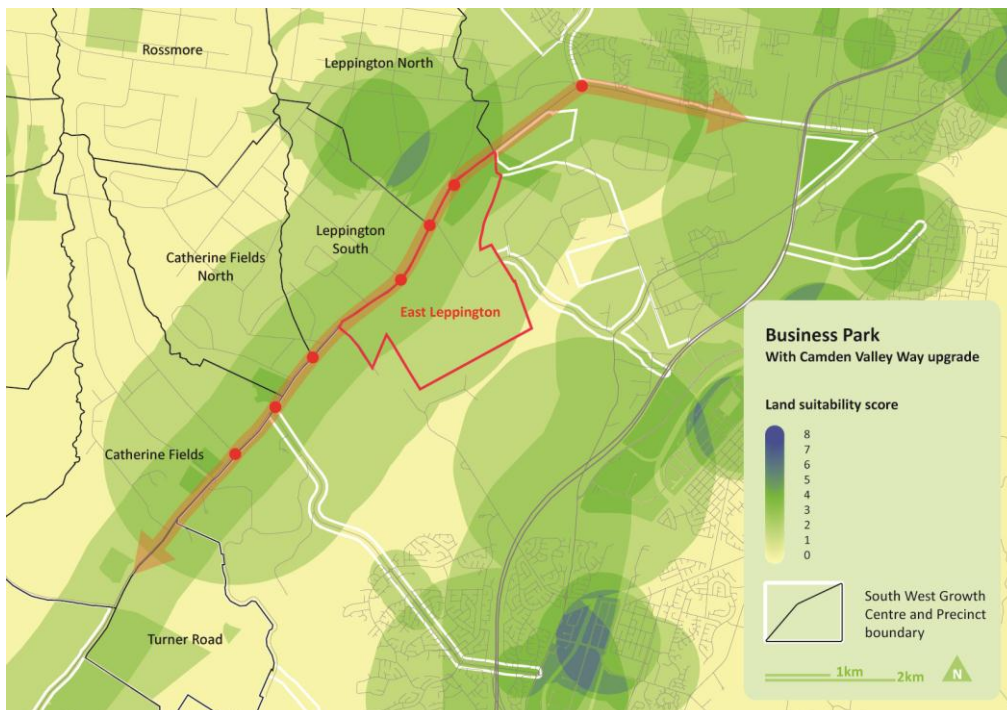 Rossmore
Leppington North
Leppington
South
Catherine Fields
North
East Leppington
Catherine Fields
Turner Road
Business Park
With Camden Valley Way upgrade
Land suitability score
8
7
6
5
4
3
2
1
0
South West Growth
Centre and Precinct
boundary
1km
2km
N